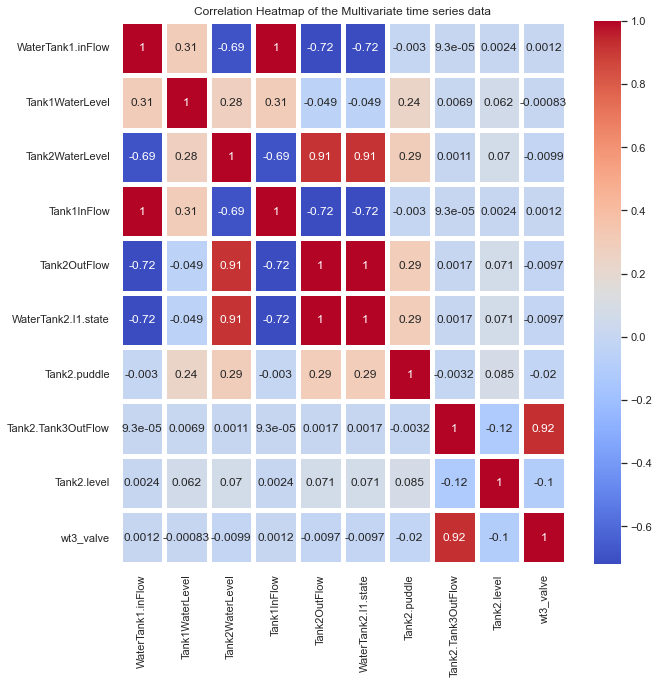 Correlation Heatmap of the Multivariate time series data
WaterTank1.inFlow 1 0.31 -0.69 1 -0.72 -0.72 -0.003 9.3e-05 0.0024 0.0012
Tank1WaterLevel 0.31 1 0.28 0.31 -0.049 -0.049 0.24 0.0069 0.062 -0.00083
Tank2WaterLevel -0.69 0.28 1 -0.69 0.91 0.91 0.29 0.0011 0.07 -0.0099
Tank1InFlow 1 0.31 -0.69 1 -0.72 -0.72 -0.003 9.3e-05 0.0024 0.0012
Tank2OutFlow -0.72 -0.049 0.91 -0.72 1 1 0.29 0.0017 0.071 -0.0097
WaterTank2.l1.state -0.72 -0.049 0.91 -0.72 1 1 0.29 0.0017 0.071 -0.0097
Tank2.puddle -0.003 0.24 0.29 -0.003 0.29 0.29 1 -0.0032 0.085 -0.02
Tank2.Tank3OutFlow 9.3e-05 0.0069 0.0011 9.3e-05 0.0017 0.0017 -0.0032 1 -0.12 0.92
Tank2.level 0.0024 0.062 0.07 0.0024 0.071 0.071 0.085 -0.12 1 -0.1
wt3_valve 0.0012 -0.00083 -0.0099 0.0012 -0.0097 -0.0097 -0.02 0.92 -0.1 1
WaterTank1.inFlow
Tank1WaterLevel
Tank2WaterLevel
Tank1InFlow
Tank2OutFlow
WaterTank2.l1.state
Tank2.puddle
Tank2.Tank3OutFlow
Tank2.level
wt3_valve
1.0
0.8
0.6
0.4
0.2
0.0
-0.2
-0.4
-0.6